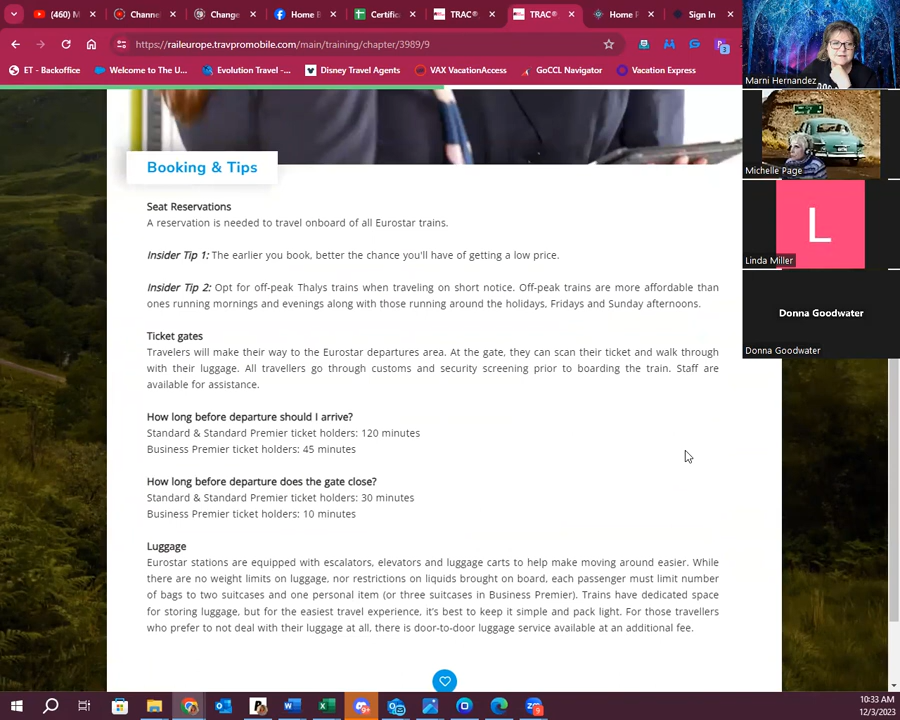 (460) M
Channel
Change
Home B
Certific
TRAC®
TRAC®
Home P
Sign In
https://raileurope.travpromobile.com/main/training/chapter/3989/9
3
ET - Backoffice
Welcome to The U...
Evolution Travel -...
Disney Travel Agents
VAX VacationAccess
GoCCL Navigator
Vacation Express
Marni Hernandez
Michelle Page
L
Linda Miller
Donna Goodwater
Donna Goodwater
Booking & Tips
Seat Reservations
A reservation is needed to travel onboard of all Eurostar trains.
Insider Tip 1: The earlier you book, better the chance you'll have of getting a low price.
Insider Tip 2: Opt for off-peak Thalys trains when traveling on short notice. Off-peak trains are more affordable than
ones running mornings and evenings along with those running around the holidays, Fridays and Sunday afternoons.
Ticket gates
Travelers will make their way to the Eurostar departures area. At the gate, they can scan their ticket and walk through
with their luggage. All travellers go through customs and security screening prior to boarding the train. Staff are
available for assistance.
How long before departure should I arrive?
Standard & Standard Premier ticket holders: 120 minutes
Business Premier ticket holders: 45 minutes
How long before departure does the gate close?
Standard & Standard Premier ticket holders: 30 minutes
Business Premier ticket holders: 10 minutes
Luggage
Eurostar stations are equipped with escalators, elevators and luggage carts to help make moving around easier. While
there are no weight limits on luggage, nor restrictions on liquids brought on board, each passenger must limit number
of bags to two suitcases and one personal item (or three suitcases in Business Premier). Trains have dedicated space
for storing luggage, but for the easiest travel experience, it's best to keep it simple and pack light. For those travellers
who prefer to not deal with their luggage at all, there is door-to-door luggage service available at an additional fee.
10:33 AM
12/3/2023